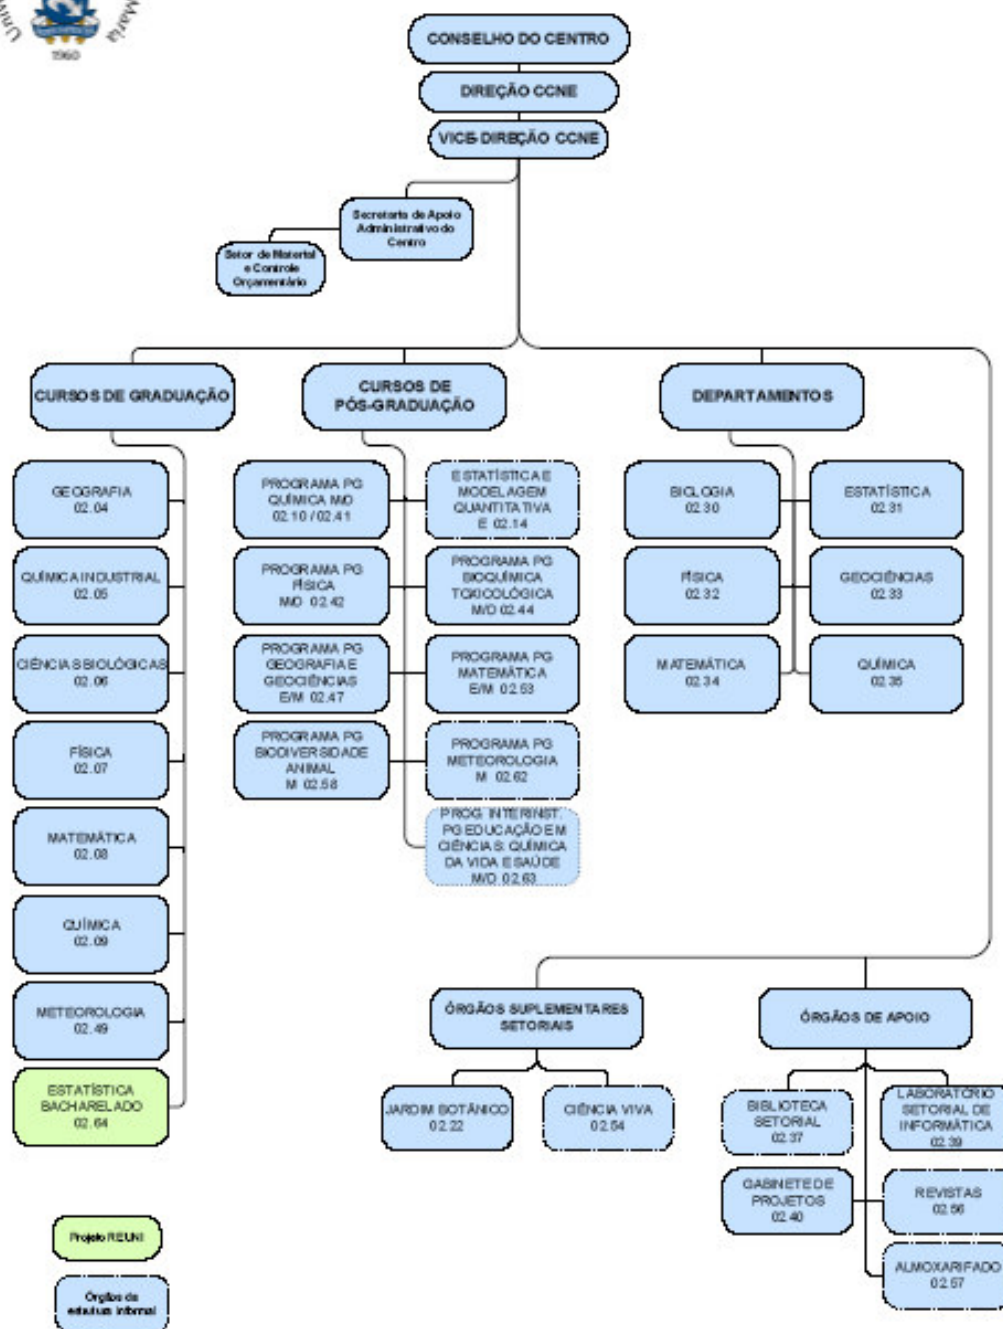 Maria
1960
CONSELHO DO CENTRO
DIREÇÃO CCNE
VICE-DIREÇÃO CCNE
Secretaria de Apoio
Administrativo do
Centro
Setor de Material
e Controle
Orçamentário
CURSOS DE GRADUAÇÃO
CURSOS DE
PÓS-GRADUAÇÃO
DEPARTAMENTOS
GEOGRAFIA
02.04
QUÍMICA INDUSTRIAL
02.05
CIÊNCIAS BIOLÓGICAS
02.06
FÍSICA
02.07
MATEMÁTICA
02.08
QUÍMICA
02.09
METEOROLOGIA
02.49
ESTATÍSTICA
BACHARELADO
02.64
PROGRAMA PG
QUÍMICA M/D
02.10 / 02.41
ESTATÍSTICA E
MODELAGEM
QUANTITATIVA
E 02.14
PROGRAMA PG
FÍSICA
M/D 02.42
PROGRAMA PG
BIOQUÍMICA
TOXICOLÓGICA
M/D 02.44
PROGRAMA PG
GEOGRAFIA E
GEOCIÊNCIAS
E/M 02.47
PROGRAMA PG
MATEMÁTICA
E/M 02.53
PROGRAMA PG
BIODIVERSIDADE
ANIMAL
M 02.58
PROGRAMA PG
METEOROLOGIA
M 02.62
PROG. INTERINST.
PG EDUCAÇÃO EM
CIÊNCIAS: QUÍMICA
DA VIDA E SAÚDE
M/D 02.63
BIOLOGIA
02.30
ESTATÍSTICA
02.31
FÍSICA
02.32
GEOCIÊNCIAS
02.33
MATEMÁTICA
02.34
QUÍMICA
02.35
ÓRGÃOS SUPLEMENTARES
SETORIAIS
ÓRGÃOS DE APOIO
JARDIM BOTÂNICO
02.22
CIÊNCIA VIVA
02.54
BIBLIOTECA
SETORIAL
02.37
LABORATÓRIO
SETORIAL DE
INFORMÁTICA
02.39
GABINETE DE
PROJETOS
02.40
REVISTAS
02.56
ALMOXARIFADO
02.57
Projeto REUNI
Órgãos da
estrutura informal